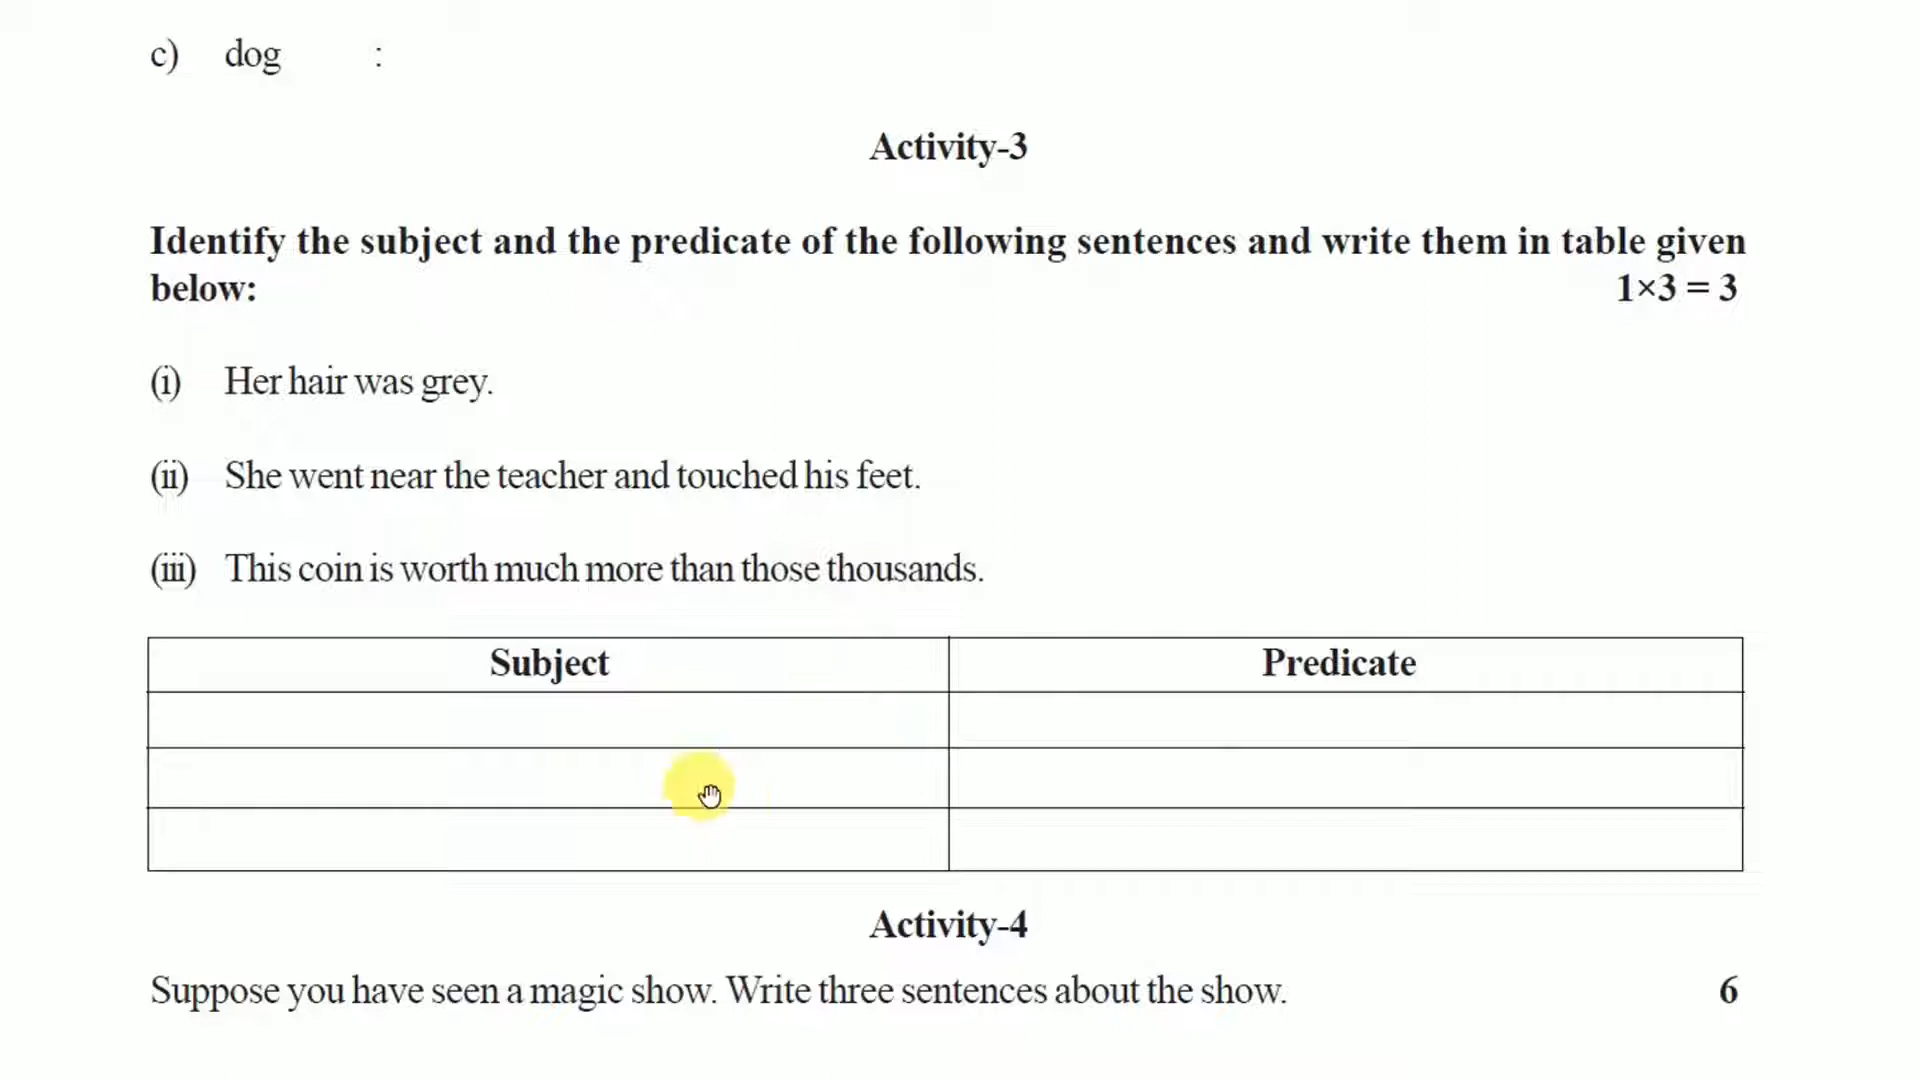 c) dog :
Activity-3
Identify the subject and the predicate of the following sentences and write them in table given
below: 1×3 = 3
(i) Her hair was grey.
(ii) She went near the teacher and touched his feet.
(iii) This coin is worth much more than those thousands.
Subject Predicate
Activity-4
Suppose you have seen a magic show. Write three sentences about the show. 6